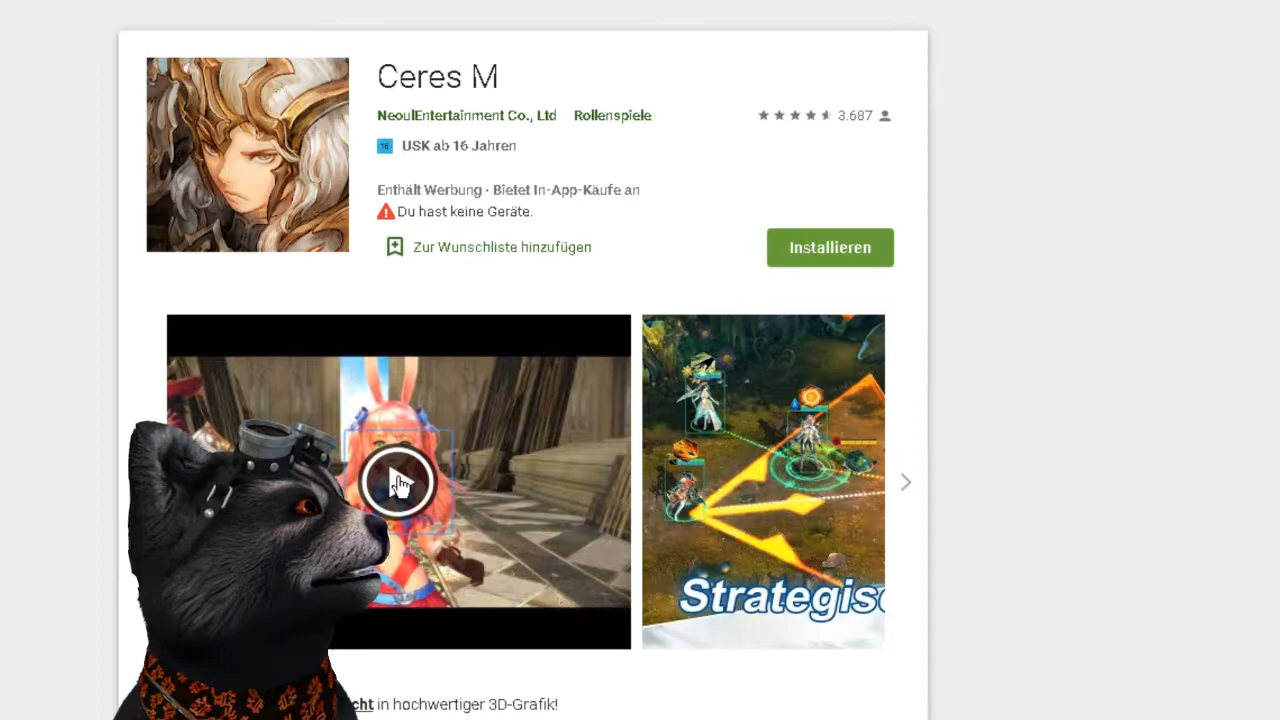 Ceres M
NeoulEntertainment Co., Ltd Rollenspiele
3.687
16 USK ab 16 Jahren
Enthält Werbung · Bietet In-App-Käufe an
Du hast keine Geräte.
Zur Wunschliste hinzufügen
Installieren
in hochwertiger 3D-Grafik!